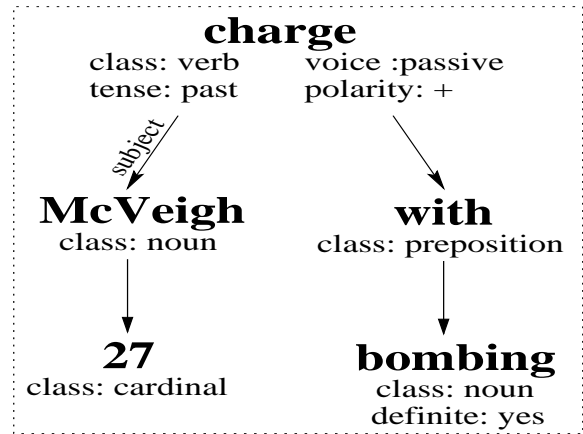 charge
class: verb voice :passive
tense: past polarity: +
subject
McVeigh with
class: noun class: preposition
27 bombing
class: cardinal class: noun
definite: yes